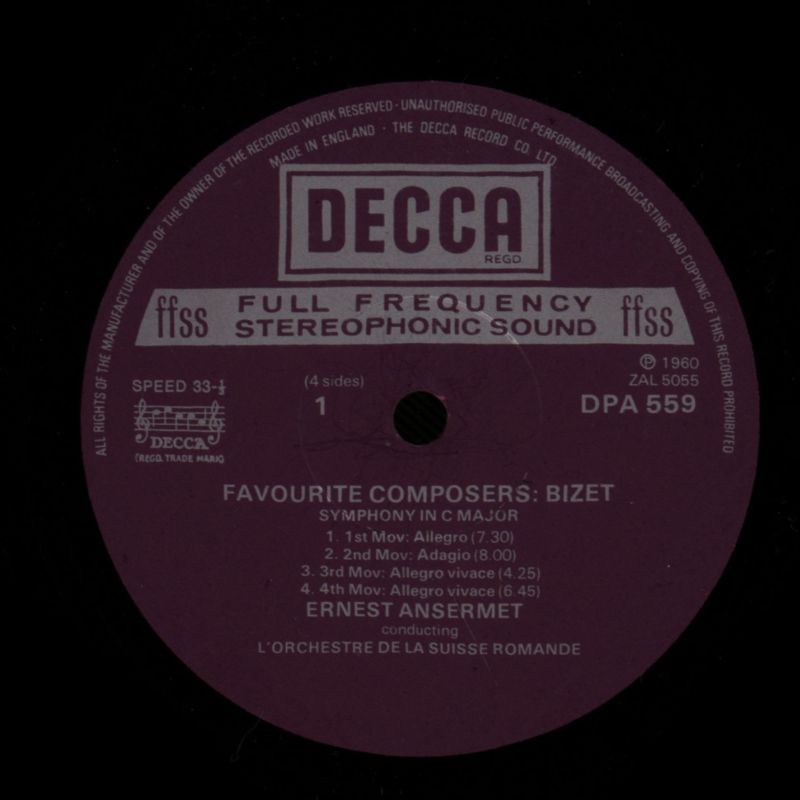 ALL RIGHTS OF THE MANUFACTURER AND OF THE OWNER OF THE RECORDED WORK RESERVED · UNAUTHORISED PUBLIC PERFORMANCE BROADCASTING AND COPYING OF THIS RECORD PROHIBITED
MADE IN ENGLAND · THE DECCA RECORD CO. LTD.
DECCA
REGD.
ffss FULL FREQUENCY STEREOPHONIC SOUND ffss
SPEED 33-⅓
(4 sides)
1
℗ 1960
ZAL 5055
DPA 559
DECCA
(REGD. TRADE MARK)
FAVOURITE COMPOSERS: BIZET
SYMPHONY IN C MAJOR
1. 1st Mov: Allegro (7.30)
2. 2nd Mov: Adagio (8.00)
3. 3rd Mov: Allegro vivace (4.25)
4. 4th Mov: Allegro vivace (6.45)
ERNEST ANSERMET
conducting
L'ORCHESTRE DE LA SUISSE ROMANDE